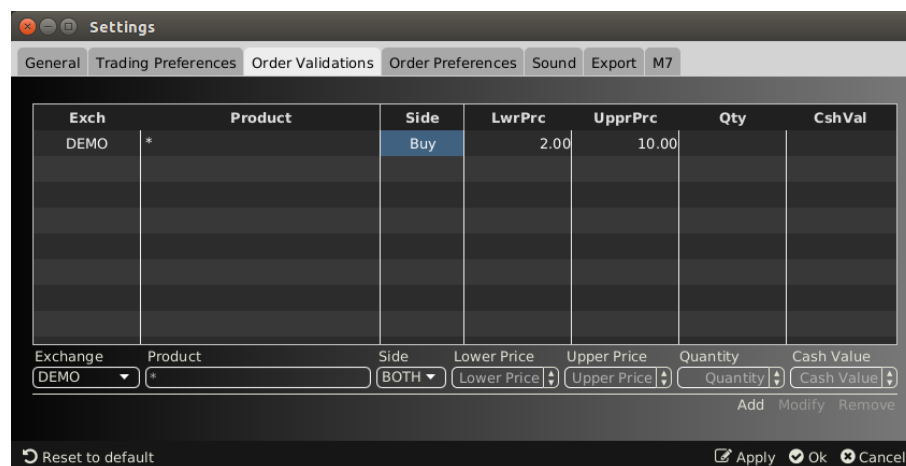 Settings
General Trading Preferences Order Validations Order Preferences Sound Export M7
Exch Product Side LwrPrc UpprPrc Qty CshVal
DEMO * Buy 2.00 10.00
Exchange Product Side Lower Price Upper Price Quantity Cash Value
DEMO * BOTH Lower Price Upper Price Quantity Cash Value
Add Modify Remove
Reset to default Apply Ok Cancel